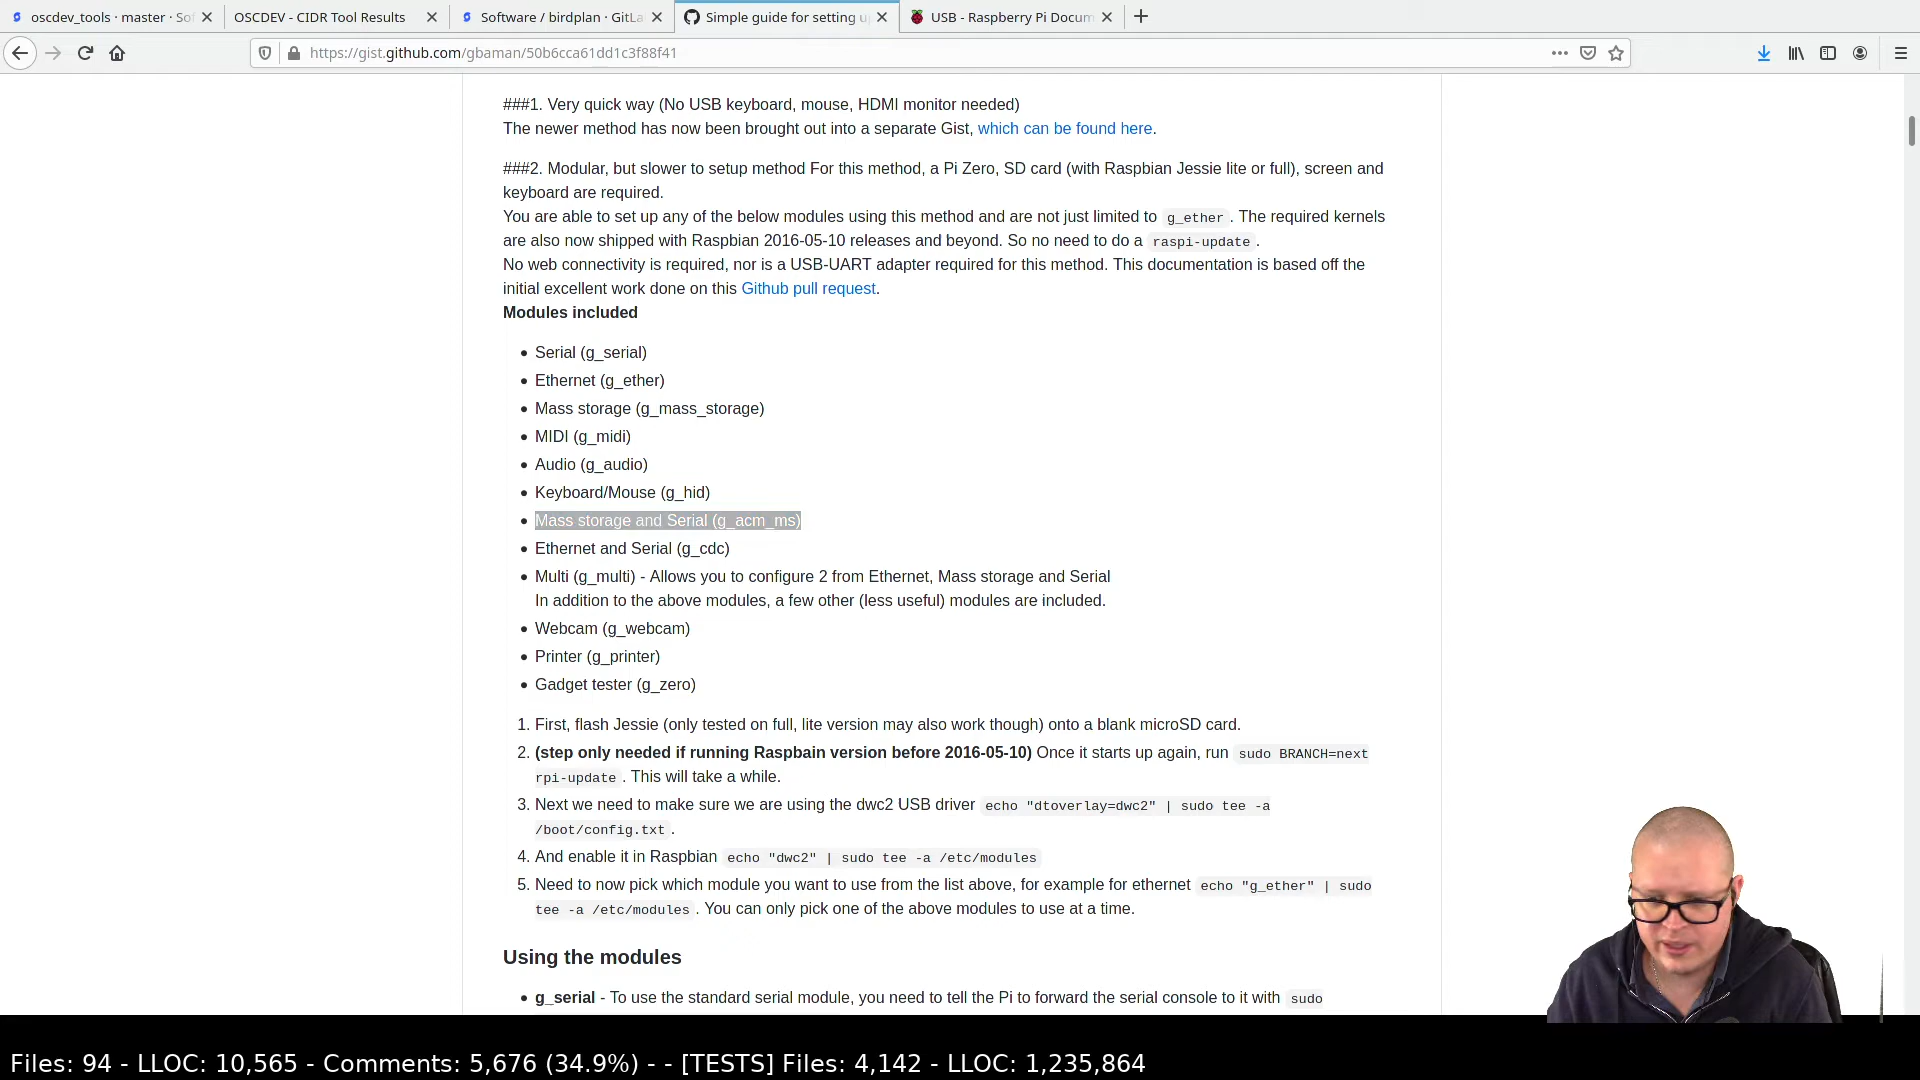 oscdev_tools · master · Sof
OSCDEV - CIDR Tool Results
Software / birdplan · GitLa
Simple guide for setting u
USB - Raspberry Pi Docum
https://gist.github.com/gbaman/50b6cca61dd1c3f88f41
###1. Very quick way (No USB keyboard, mouse, HDMI monitor needed)
The newer method has now been brought out into a separate Gist, which can be found here.
###2. Modular, but slower to setup method For this method, a Pi Zero, SD card (with Raspbian Jessie lite or full), screen and
keyboard are required.
You are able to set up any of the below modules using this method and are not just limited to g_ether. The required kernels
are also now shipped with Raspbian 2016-05-10 releases and beyond. So no need to do a raspi-update.
No web connectivity is required, nor is a USB-UART adapter required for this method. This documentation is based off the
initial excellent work done on this Github pull request.
Modules included
• Serial (g_serial)
• Ethernet (g_ether)
• Mass storage (g_mass_storage)
• MIDI (g_midi)
• Audio (g_audio)
• Keyboard/Mouse (g_hid)
• Mass storage and Serial (g_acm_ms)
• Ethernet and Serial (g_cdc)
• Multi (g_multi) - Allows you to configure 2 from Ethernet, Mass storage and Serial
In addition to the above modules, a few other (less useful) modules are included.
• Webcam (g_webcam)
• Printer (g_printer)
• Gadget tester (g_zero)
1. First, flash Jessie (only tested on full, lite version may also work though) onto a blank microSD card.
2. (step only needed if running Raspbain version before 2016-05-10) Once it starts up again, run sudo BRANCH=next
rpi-update. This will take a while.
3. Next we need to make sure we are using the dwc2 USB driver echo "dtoverlay=dwc2" | sudo tee -a
/boot/config.txt.
4. And enable it in Raspbian echo "dwc2" | sudo tee -a /etc/modules
5. Need to now pick which module you want to use from the list above, for example for ethernet echo "g_ether" | sudo
tee -a /etc/modules. You can only pick one of the above modules to use at a time.
Using the modules
• g_serial - To use the standard serial module, you need to tell the Pi to forward the serial console to it with sudo
Files: 94 - LLOC: 10,565 - Comments: 5,676 (34.9%) - - [TESTS] Files: 4,142 - LLOC: 1,235,864